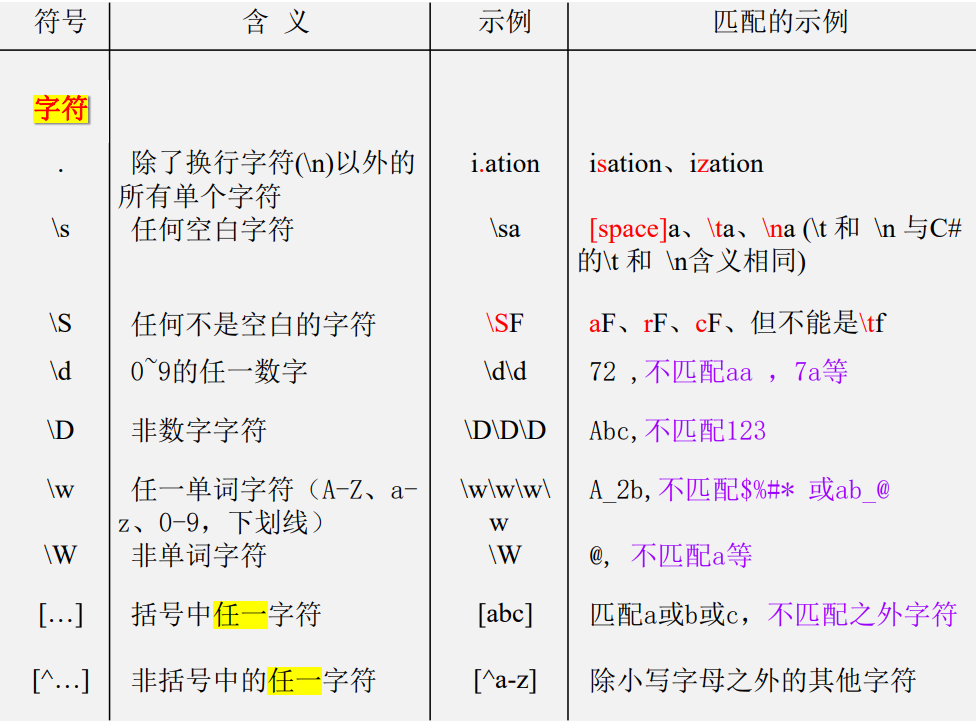 符号 含 义 示例 匹配的示例
字符
. 除了换行字符(\n)以外的 i.ation isation、ization
所有单个字符
\s 任何空白字符 \sa [space]a、\ta、\na (\t 和 \n 与C#
的\t 和 \n含义相同)
\S 任何不是空白的字符 \SF aF、rF、cF、但不能是\tf
\d 0~9的任一数字 \d\d 72 ,不匹配aa ，7a等
\D 非数字字符 \D\D\D Abc,不匹配123
\w 任一单词字符（A-Z、a- \w\w\w\ A_2b,不匹配$%#* 或ab_@
z、0-9，下划线） w
\W 非单词字符 \W @, 不匹配a等
[…] 括号中任一字符 [abc] 匹配a或b或c，不匹配之外字符
[^…] 非括号中的任一字符 [^a-z] 除小写字母之外的其他字符